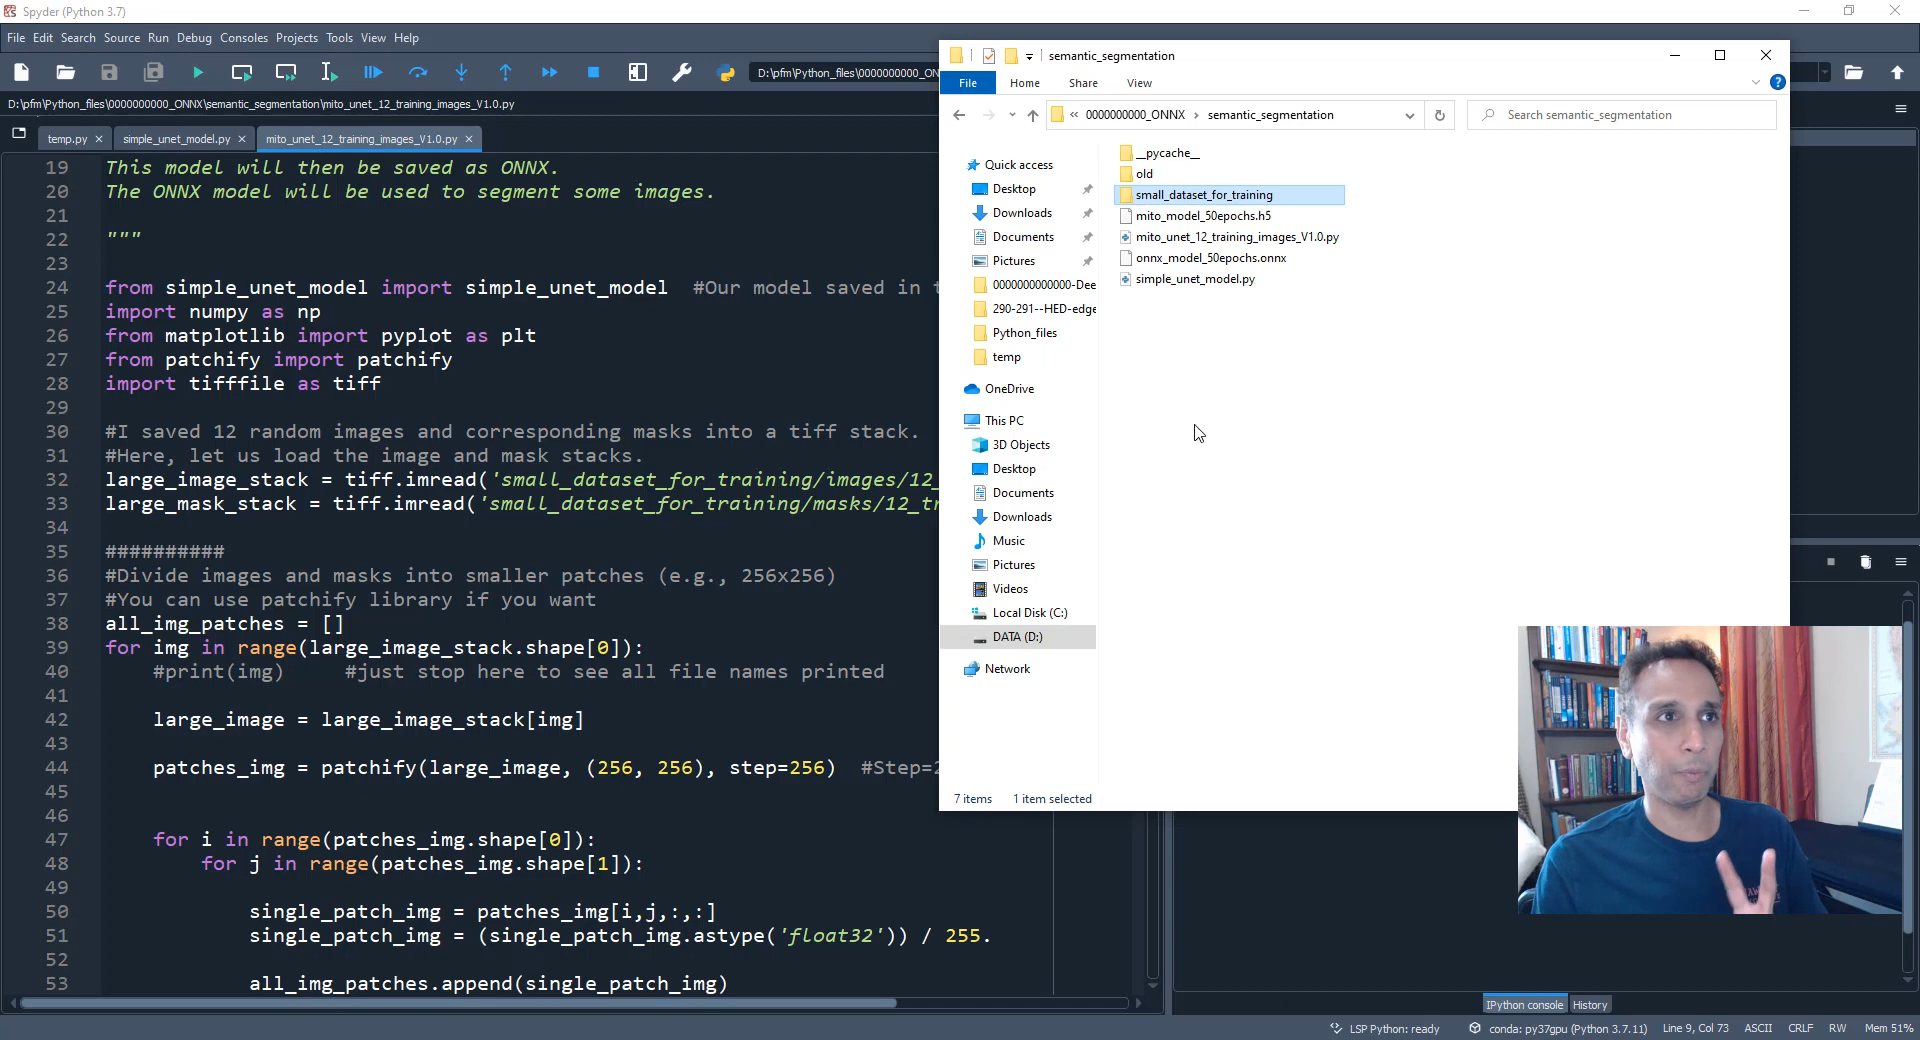 Spyder (Python 3.7)
File Edit Search Source Run Debug Consoles Projects Tools View Help
D:\pfm\Python_files\0000000000_ON
D:\pfm\Python_files\0000000000_ONNX\semantic_segmentation\mito_unet_12_training_images_V1.0.py
temp.py simple_unet_model.py mito_unet_12_training_images_V1.0.py
19 This model will then be saved as ONNX.
20 The ONNX model will be used to segment some images.
21
22 """
23
24 from simple_unet_model import simple_unet_model #Our model saved in t
25 import numpy as np
26 from matplotlib import pyplot as plt
27 from patchify import patchify
28 import tifffile as tiff
29
30 #I saved 12 random images and corresponding masks into a tiff stack.
31 #Here, let us load the image and mask stacks.
32 large_image_stack = tiff.imread('small_dataset_for_training/images/12_
33 large_mask_stack = tiff.imread('small_dataset_for_training/masks/12_tr
34
35 ##########
36 #Divide images and masks into smaller patches (e.g., 256x256)
37 #You can use patchify library if you want
38 all_img_patches = []
39 for img in range(large_image_stack.shape[0]):
40 #print(img) #just stop here to see all file names printed
41
42 large_image = large_image_stack[img]
43
44 patches_img = patchify(large_image, (256, 256), step=256) #Step=2
45
46
47 for i in range(patches_img.shape[0]):
48 for j in range(patches_img.shape[1]):
49
50 single_patch_img = patches_img[i,j,:,:]
51 single_patch_img = (single_patch_img.astype('float32')) / 255.
52
53 all_img_patches.append(single_patch_img)
semantic_segmentation
File Home Share View
« 0000000000_ONNX › semantic_segmentation
Search semantic_segmentation
Quick access
Desktop
Downloads
Documents
Pictures
0000000000000-Dee
290-291--HED-edge
Python_files
temp
OneDrive
This PC
3D Objects
Desktop
Documents
Downloads
Music
Pictures
Videos
Local Disk (C:)
DATA (D:)
Network
__pycache__
old
small_dataset_for_training
mito_model_50epochs.h5
mito_unet_12_training_images_V1.0.py
onnx_model_50epochs.onnx
simple_unet_model.py
7 items 1 item selected
IPython console History
LSP Python: ready conda: py37gpu (Python 3.7.11) Line 9, Col 73 ASCII CRLF RW Mem 51%